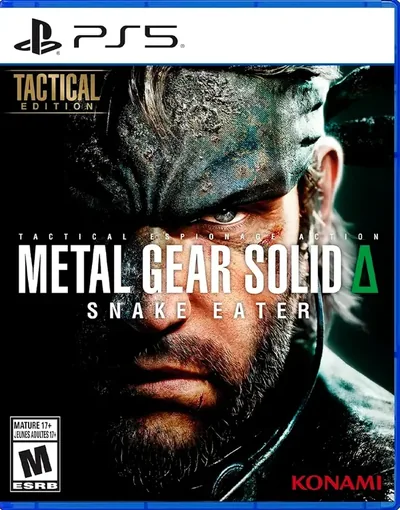 PS5
TACTICAL
EDITION
TACTICAL ESPIONAGE ACTION
METAL GEAR SOLID Δ
SNAKE EATER
MATURE 17+
JEUNES ADULTES 17+
M
ESRB
KONAMI